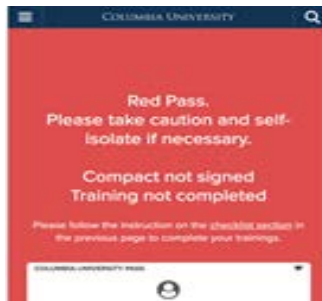 COLUMBIA UNIVERSITY
Red Pass.
Please take caution and self-
isolate if necessary.
Compact not signed
Training not completed
Please follow the instruction on the checklist section in
the previous page to complete your trainings.
COLUMBIA UNIVERSITY PASS